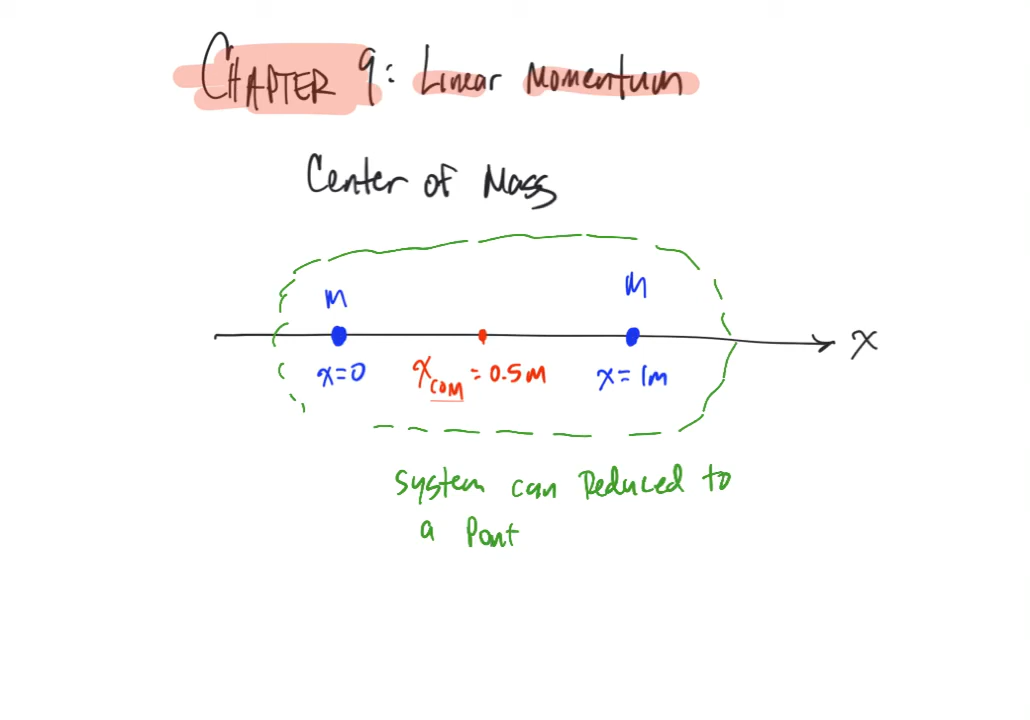 CHAPTER 9: Linear Momentum
Center of Mass
m m
x=0 xCOM = 0.5m x= 1m
x
system can Reduced to
a Pont